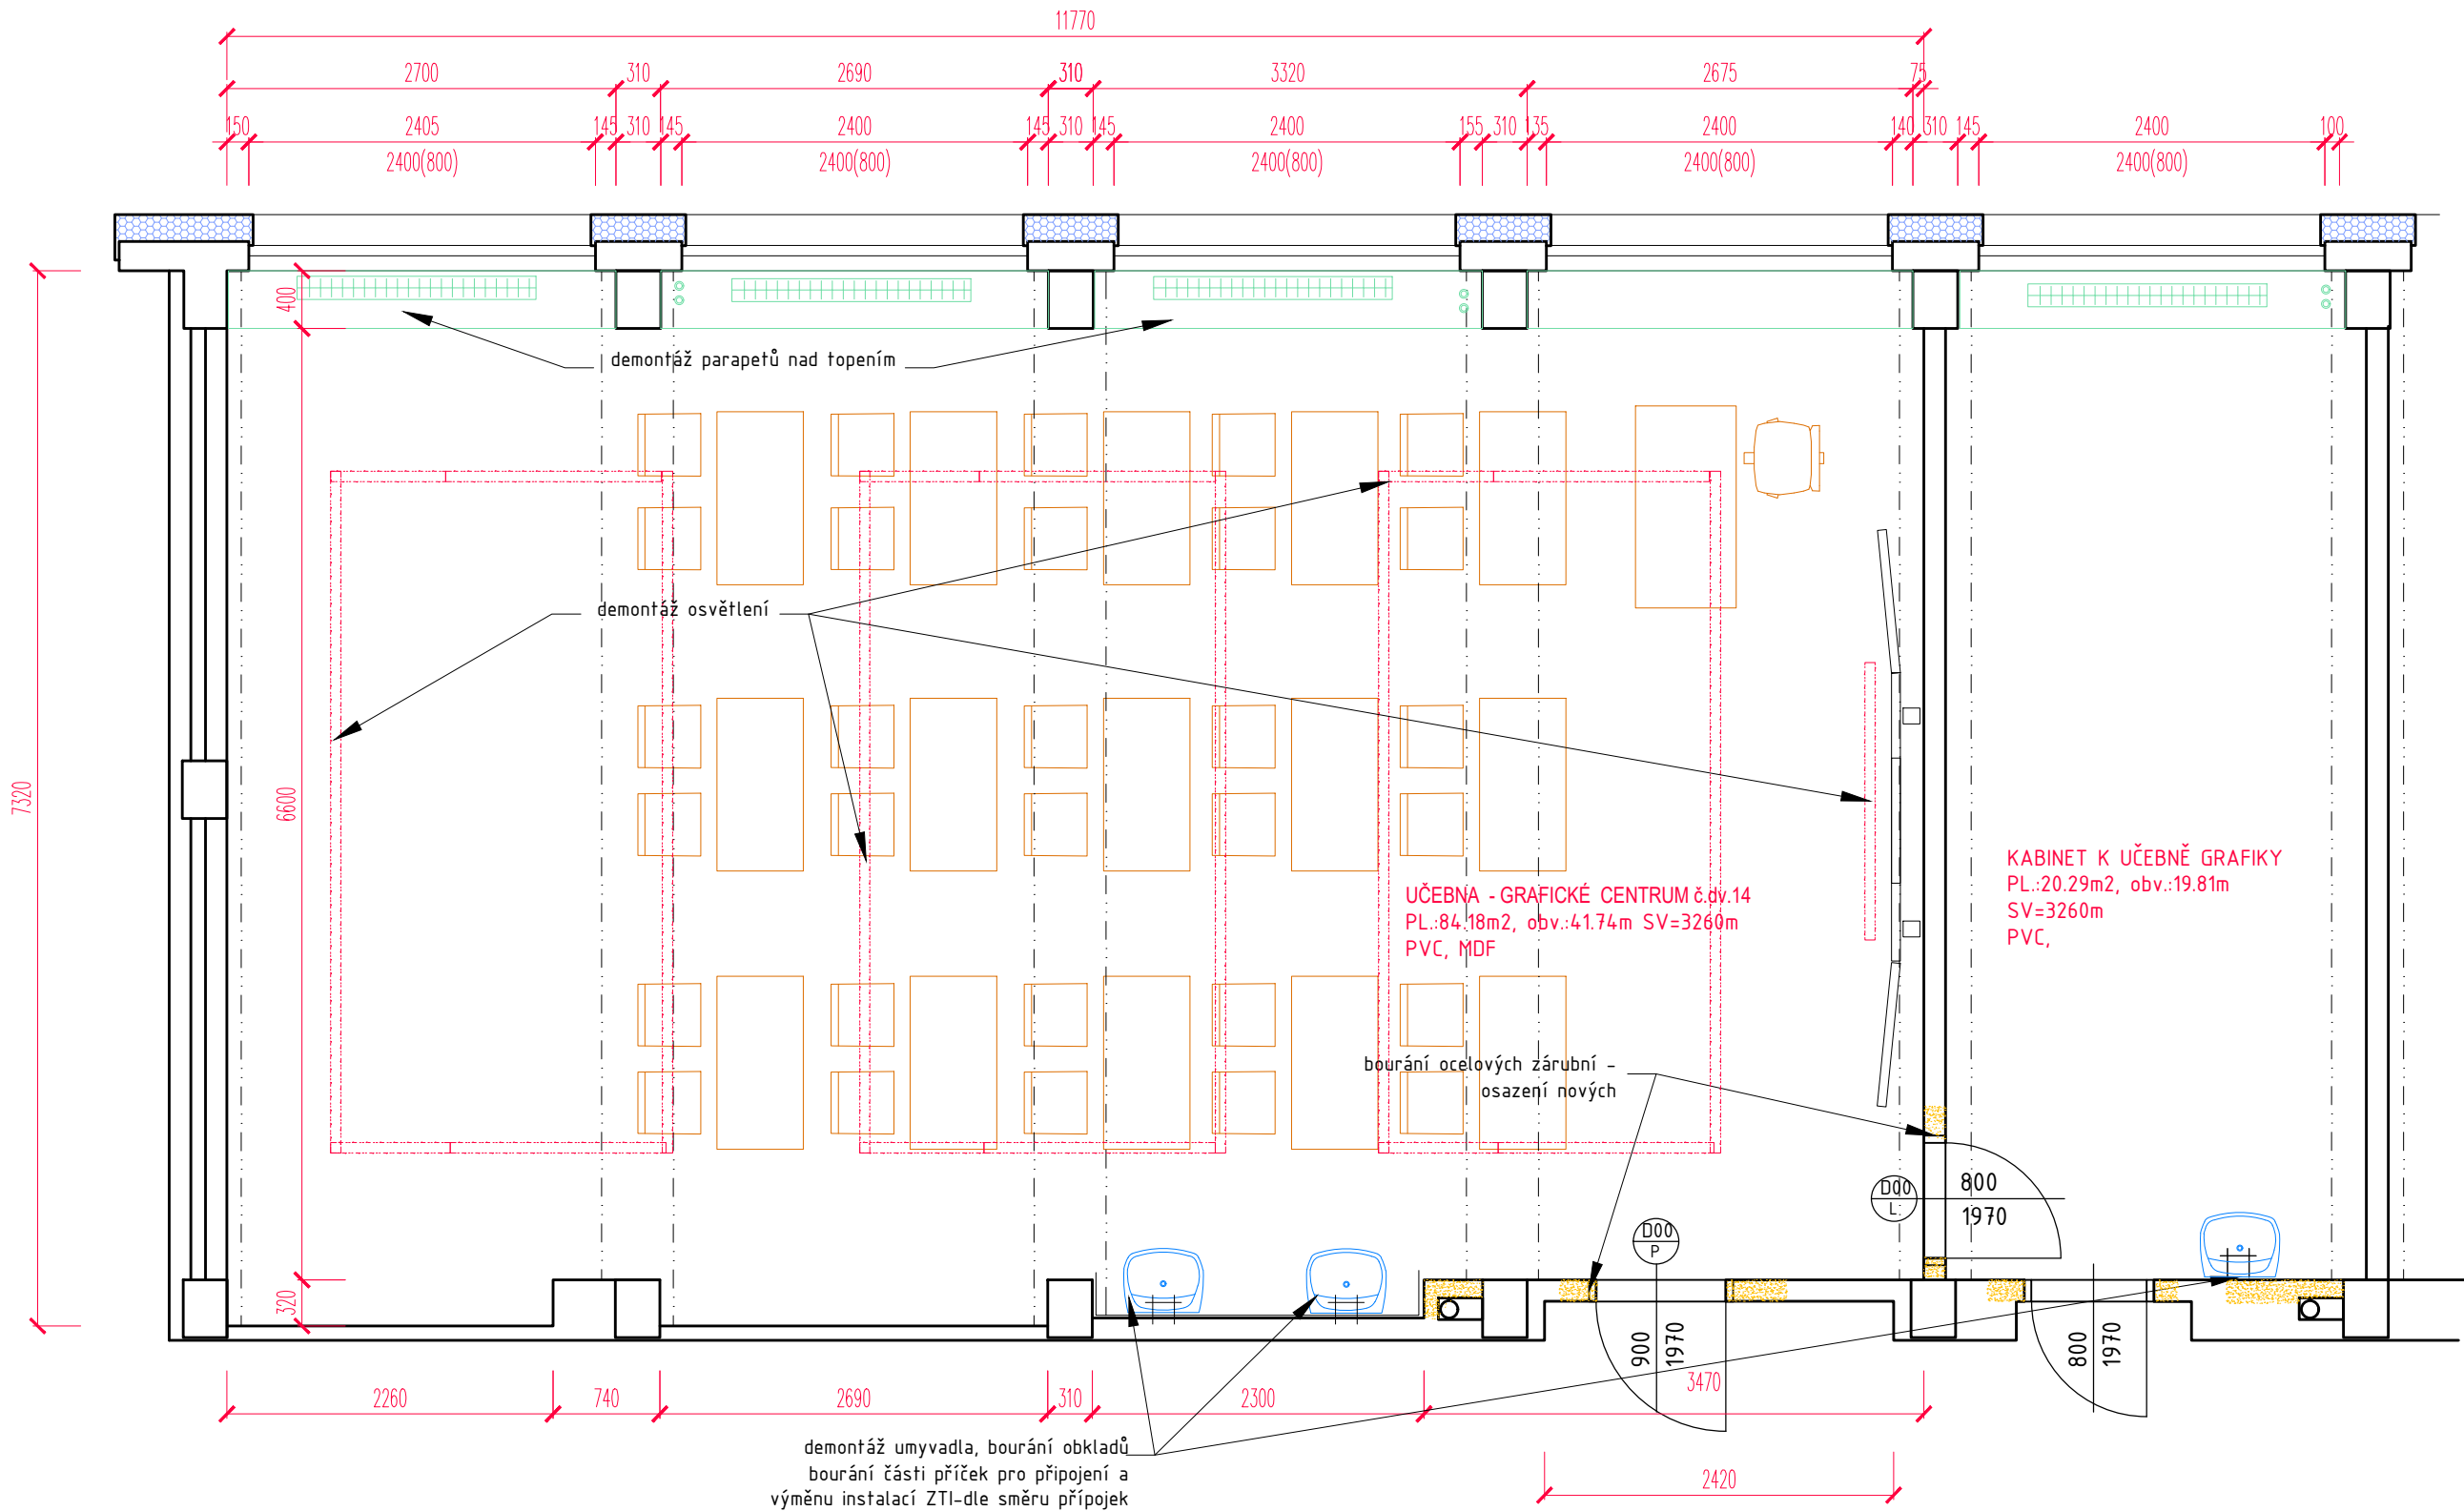 11770
2700 310 2690 310 3320 2675 75
150 2405 145 310 145 2400 145 310 145 2400 155 310 135 2400 140 310 145 2400 100
2400(800) 2400(800) 2400(800) 2400(800) 2400(800)
400
demontáž parapetů nad topením
demontáž osvětlení
7320
6600
KABINET K UČEBNĚ GRAFIKY
PL.:20.29m2, obv.:19.81m
SV=3260m
PVC,
UČEBNA - GRAFICKÉ CENTRUM č.dv.14
PL.:84.18m2, obv.:41.74m SV=3260m
PVC, MDF
bourání ocelových zárubní -
osazení nových
D00
L
800
1970
D00
P
320
900
1970
800
1970
2260 740 2690 310 2300 3470
demontáž umyvadla, bourání obkladů
bourání části příček pro připojení a
výměnu instalací ZTI-dle směru přípojek
2420